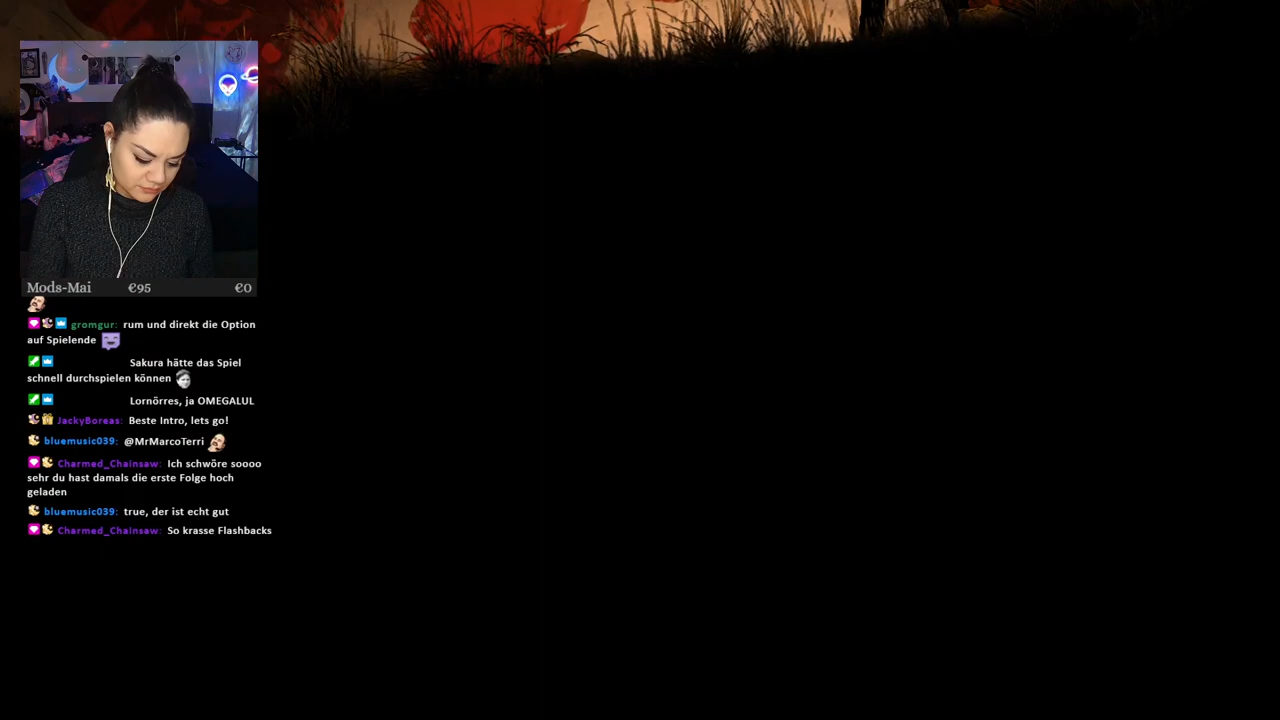 Mods-Mai €95 €0
gromgur: rum und direkt die Option
auf Spielende
Sakura hätte das Spiel
schnell durchspielen können
Lornörres, ja OMEGALUL
JackyBoreas: Beste Intro, lets go!
bluemusic039: @MrMarcoTerri
Charmed_Chainsaw: Ich schwöre soooo
sehr du hast damals die erste Folge hoch
geladen
bluemusic039: true, der ist echt gut
Charmed_Chainsaw: So krasse Flashbacks